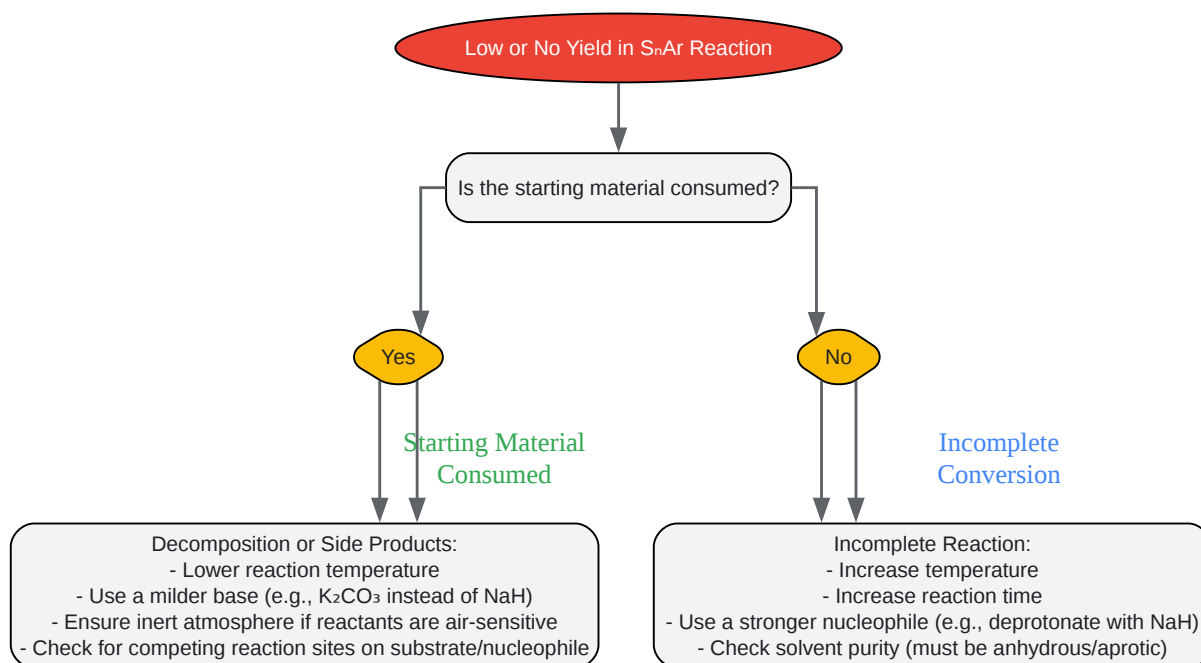 Low or No Yield in SₙAr Reaction
Is the starting material consumed?
Yes
No
Starting Material
Consumed
Incomplete
Conversion
Decomposition or Side Products:
- Lower reaction temperature
- Use a milder base (e.g., K₂CO₃ instead of NaH)
- Ensure inert atmosphere if reactants are air-sensitive
- Check for competing reaction sites on substrate/nucleophile
Incomplete Reaction:
- Increase temperature
- Increase reaction time
- Use a stronger nucleophile (e.g., deprotonate with NaH)
- Check solvent purity (must be anhydrous/aprotic)